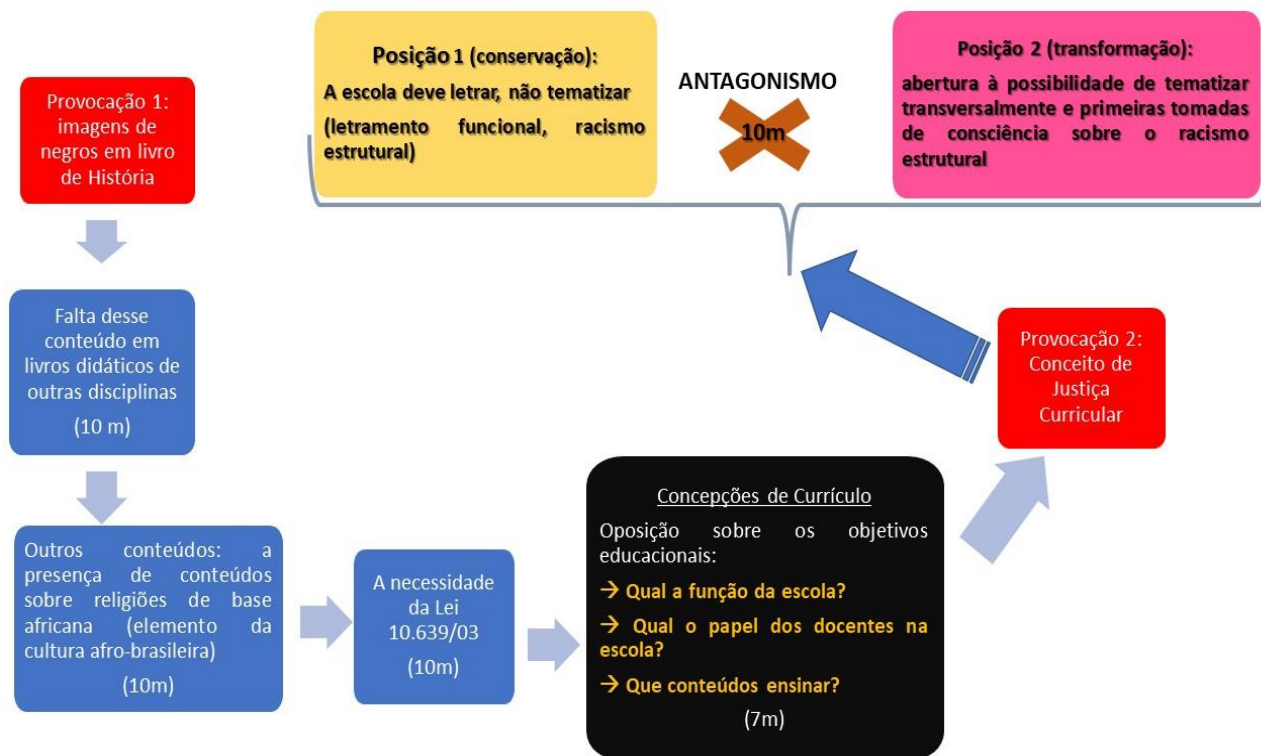 Provocação 1:
imagens de
negros em livro
de História
Falta desse
conteúdo em
livros didáticos de
outras disciplinas
(10 m)
Outros conteúdos: a
presença de conteúdos
sobre religiões de base
africana (elemento da
cultura afro-brasileira)
(10m)
A necessidade
da Lei
10.639/03
(10m)
Concepções de Currículo
Oposição sobre os objetivos
educacionais:
→ Qual a função da escola?
→ Qual o papel dos docentes na
escola?
→ Que conteúdos ensinar?
(7m)
Provocação 2:
Conceito de
Justiça
Curricular
Posição 1 (conservação):
A escola deve letrar, não tematizar
(letramento funcional, racismo
estrutural)
ANTAGONISMO
10m
Posição 2 (transformação):
abertura à possibilidade de tematizar
transversalmente e primeiras tomadas
de consciência sobre o racismo
estrutural